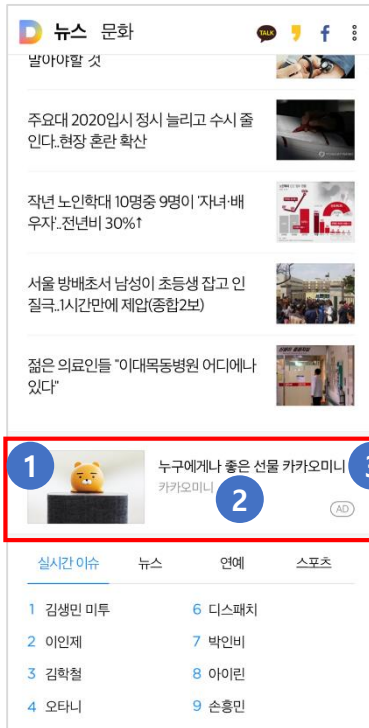 뉴스 문화
TALK
말아야할 것
주요대 2020입시 정시 늘리고 수시 줄
인다..현장 혼란 확산
작년 노인학대 10명중 9명이 '자녀·배
우자'..전년비 30%↑
서울 방배초서 남성이 초등생 잡고 인
질극..1시간만에 제압(종합2보)
젊은 의료인들 "이대목동병원 어디에나
있다"
1
누구에게나 좋은 선물 카카오미니
3
카카오미니
2
AD
실시간 이슈 뉴스 연예 스포츠
1 김생민 미투
6 디스패치
2 이인제
7 박인비
3 김학철
8 아이린
4 오타니
9 손흥민